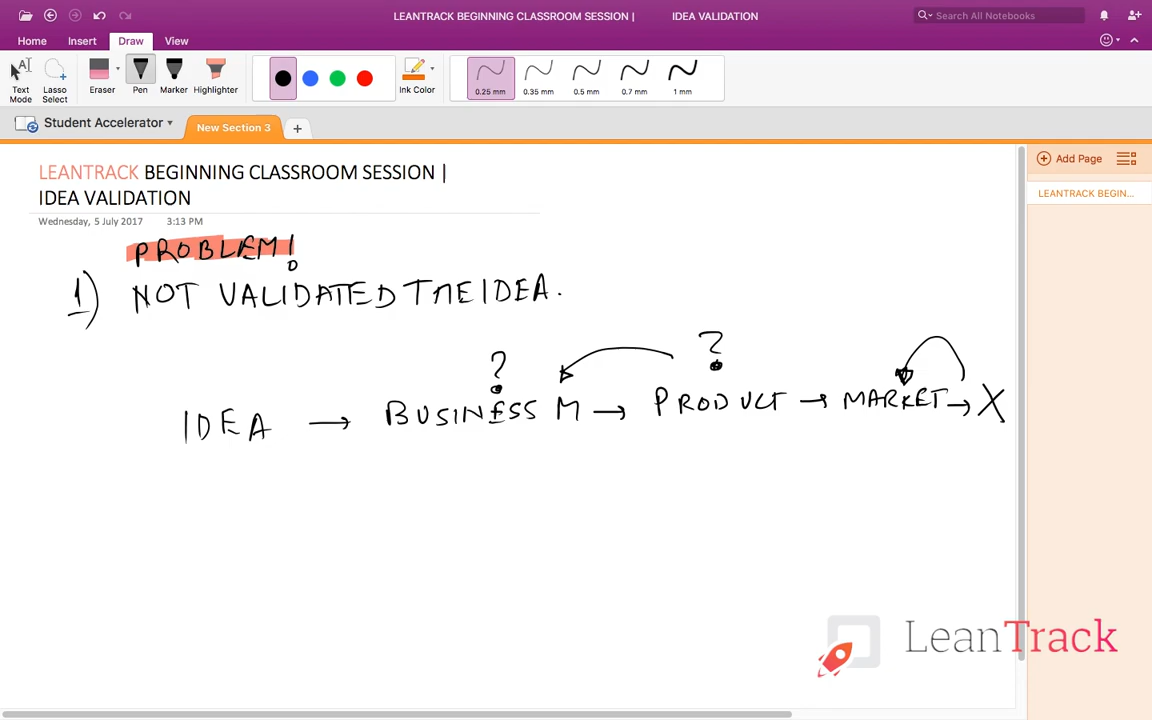 LEANTRACK BEGINNING CLASSROOM SESSION | IDEA VALIDATION
Search All Notebooks
Home Insert Draw View
Text Mode
Lasso Select
Eraser
Pen
Marker
Highlighter
Ink Color
0.25 mm
0.35 mm
0.5 mm
0.7 mm
1 mm
Student Accelerator
New Section 3
+
Add Page
LEANTRACK BEGIN...
LEANTRACK BEGINNING CLASSROOM SESSION |
IDEA VALIDATION
Wednesday, 5 July 2017 3:13 PM
PROBLEM!
1) NOT VALIDATED THE IDEA.
? ?
IDEA → BUSINESS M → PRODUCT → MARKET → X
LeanTrack